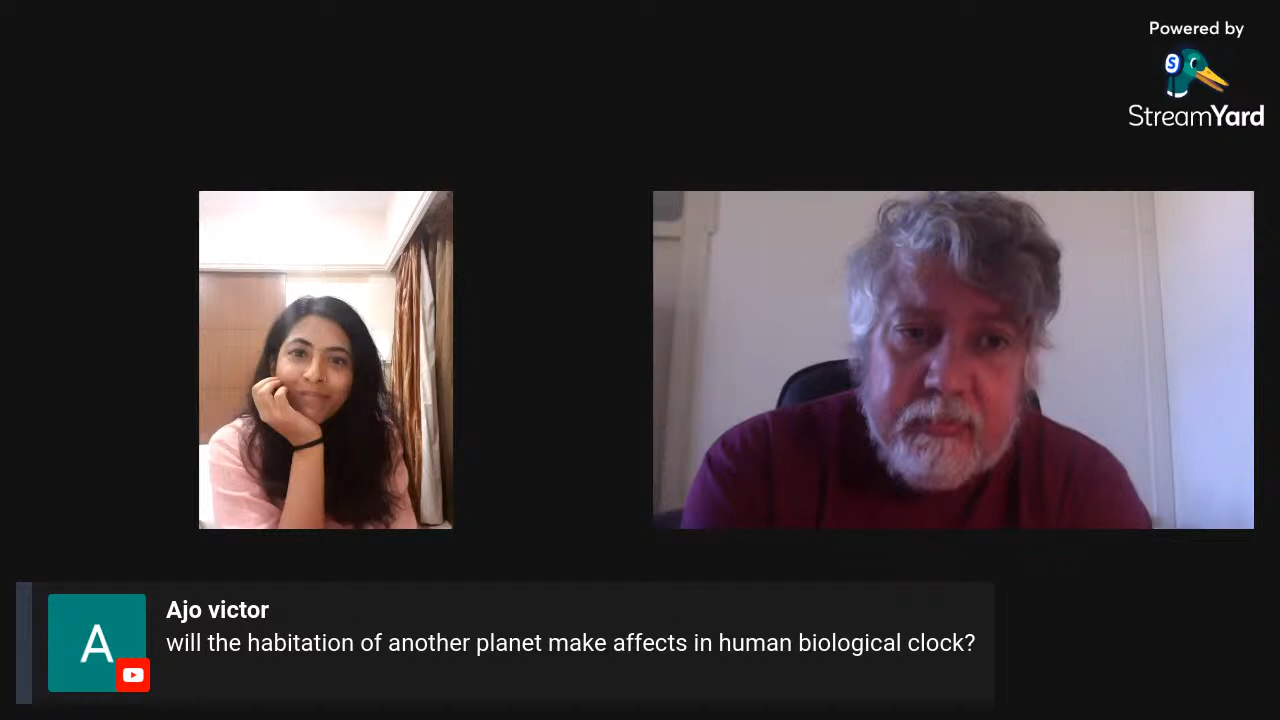 Powered by
S
StreamYard
A
Ajo victor
will the habitation of another planet make affects in human biological clock?